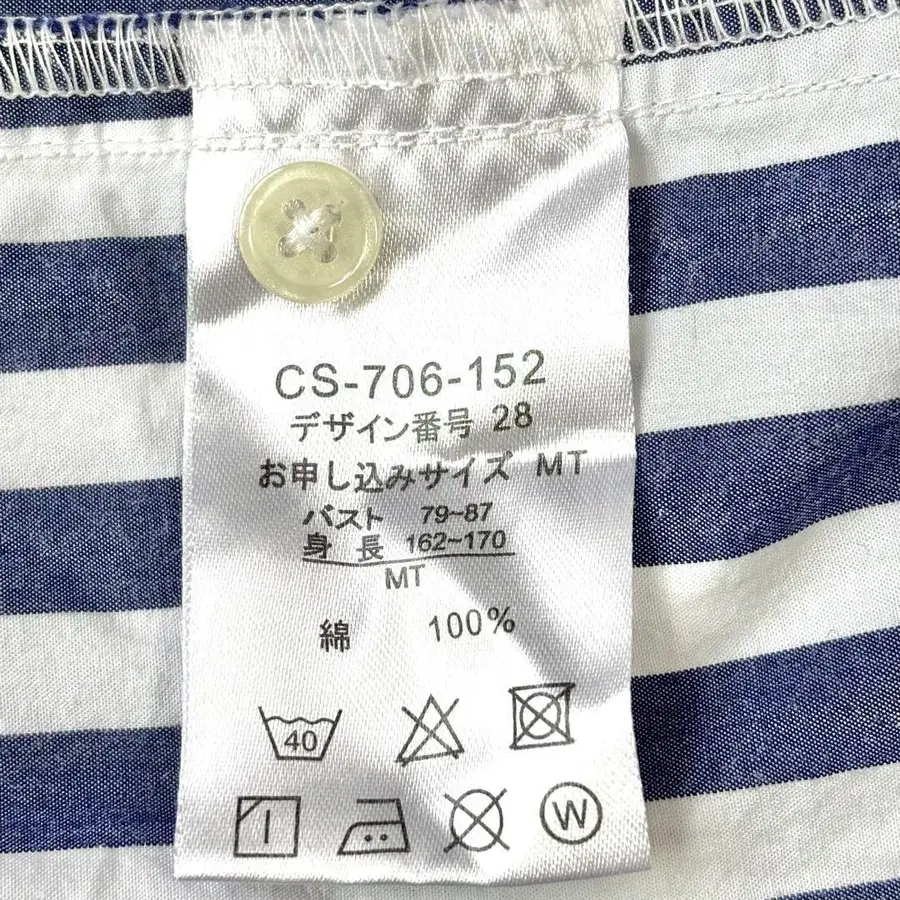 CS-706-152
デザイン番号 28
お申し込みサイズ MT
バスト 79~87
身長 162~170
MT
綿 100%
40
W